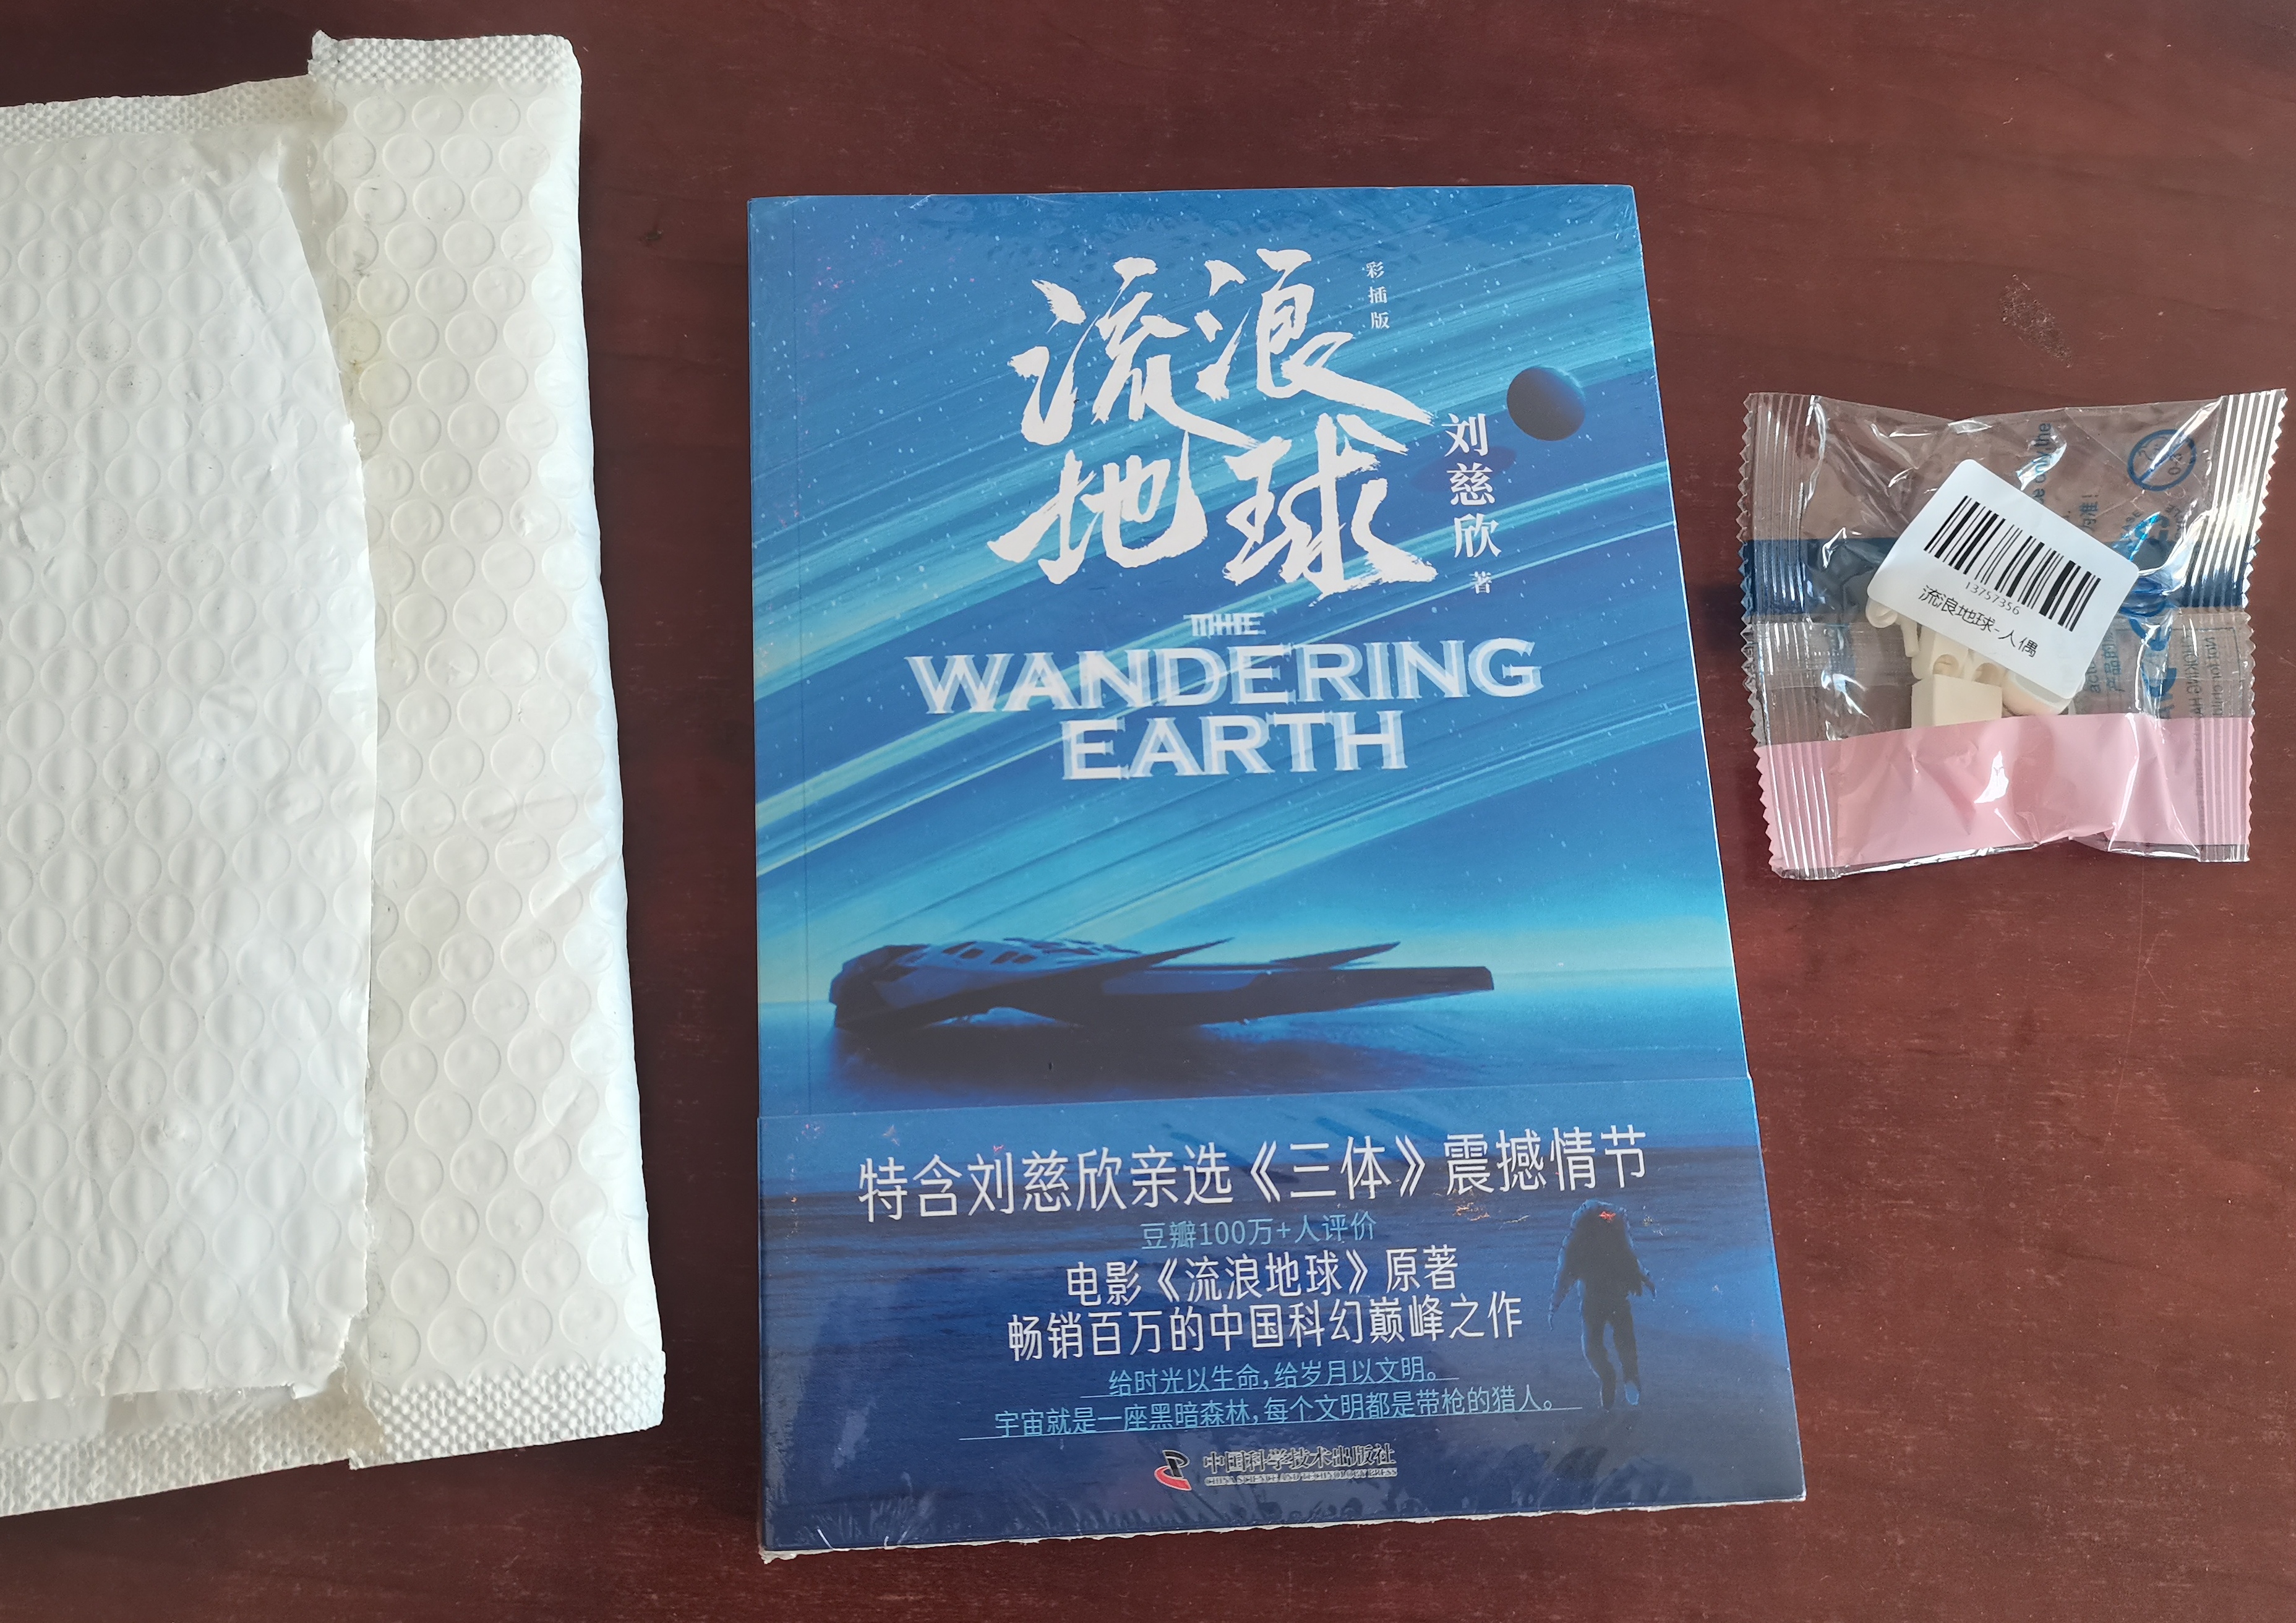 流浪
地球
彩插版
刘慈欣 著
THE
WANDERING
EARTH
特含刘慈欣亲选《三体》震撼情节
豆瓣100万+人评价
电影《流浪地球》原著
畅销百万的中国科幻巅峰之作
给时光以生命，给岁月以文明。
宇宙就是一座黑暗森林，每个文明都是带枪的猎人。
中国科学技术出版社
CHINA SCIENCE AND TECHNOLOGY PRESS
13757356
流浪地球-人偶